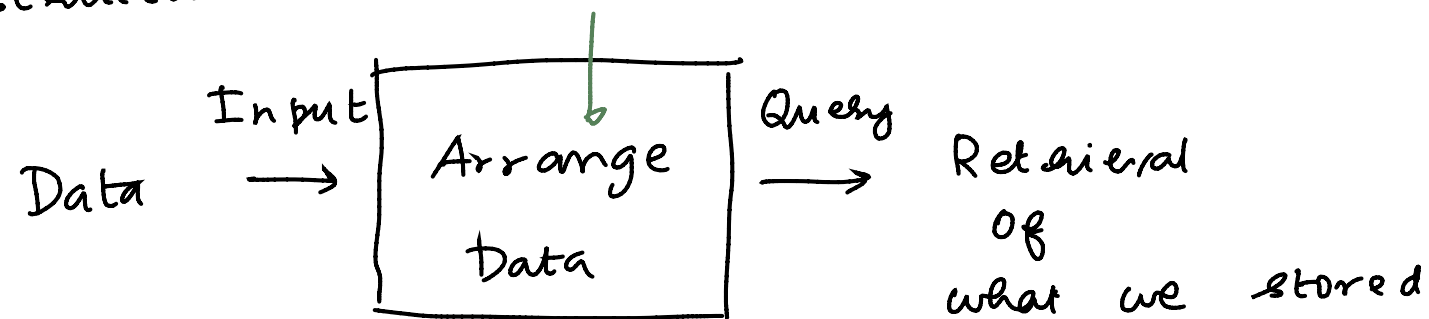 Input
Query
Data → Arrange → Retrieval
Data
of
what we stored